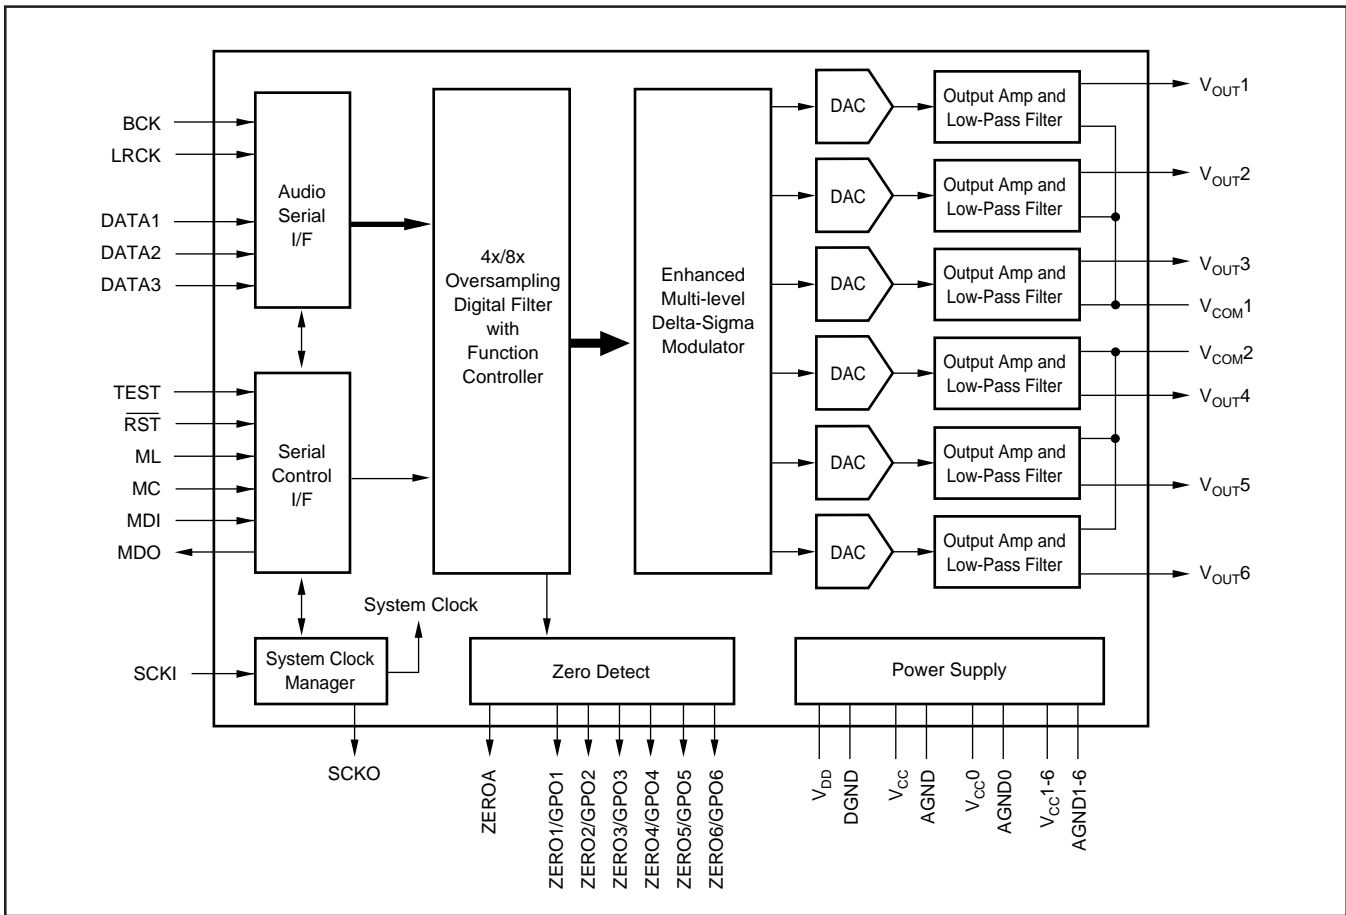 BCK
LRCK
DATA1
DATA2
DATA3
TEST
RST
ML
MC
MDI
MDO
SCKI
Audio
Serial
I/F
Serial
Control
I/F
System Clock
Manager
System Clock
SCKO
4x/8x
Oversampling
Digital Filter
with
Function
Controller
Zero Detect
ZEROA
ZERO1/GPO1
ZERO2/GPO2
ZERO3/GPO3
ZERO4/GPO4
ZERO5/GPO5
ZERO6/GPO6
Enhanced
Multi-level
Delta-Sigma
Modulator
DAC
DAC
DAC
DAC
DAC
DAC
Output Amp and
Low-Pass Filter
Output Amp and
Low-Pass Filter
Output Amp and
Low-Pass Filter
Output Amp and
Low-Pass Filter
Output Amp and
Low-Pass Filter
Output Amp and
Low-Pass Filter
VOUT1
VOUT2
VOUT3
VCOM1
VCOM2
VOUT4
VOUT5
VOUT6
Power Supply
VDD
DGND
VCC
AGND
VCC0
AGND0
VCC1-6
AGND1-6